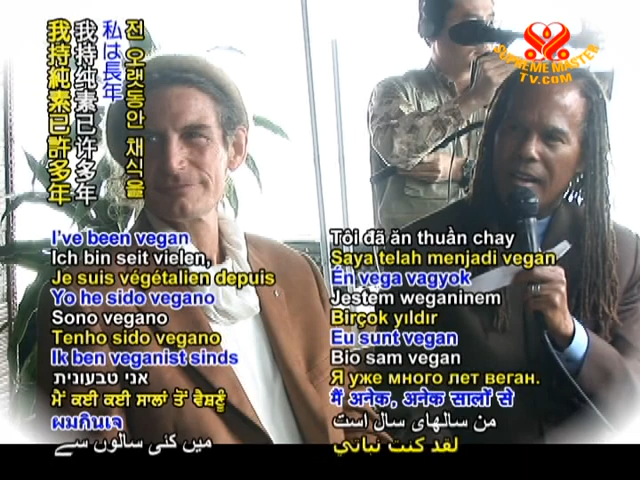 SUPREME MASTER
TV.COM
我持純素已許多年
我持纯素已许多年
私は長年
전 오랫동안 채식을
I've been vegan
Ich bin seit vielen,
Je suis végétalien depuis
Yo he sido vegano
Sono vegano
Tenho sido vegano
Ik ben veganist sinds
אני טבעונית
ਮੈਂ ਕਈ ਕਈ ਸਾਲਾਂ ਤੋਂ ਵੈਸ਼ਣੂੰ
ผมกินเจ
میں کئی سالوں سے
Tôi đã ăn thuần chay
Saya telah menjadi vegan
Én vega vagyok
Jestem weganinem
Birçok yıldır
Eu sunt vegan
Bio sam vegan
Я уже много лет веган.
मैं अनेक, अनेक सालों से
من سالهای سال است
لقد كنت نباتي